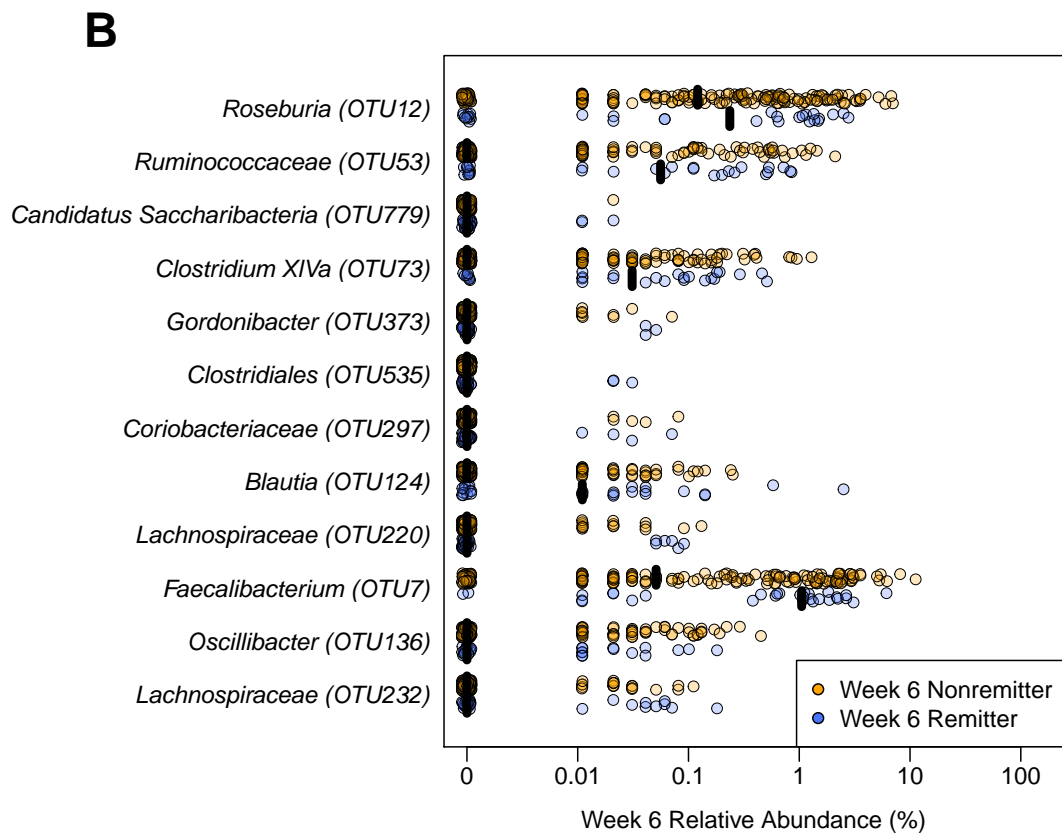 B
Roseburia (OTU12)
Ruminococcaceae (OTU53)
Candidatus Saccharibacteria (OTU779)
Clostridium XIVa (OTU73)
Gordonibacter (OTU373)
Clostridiales (OTU535)
Coriobacteriaceae (OTU297)
Blautia (OTU124)
Lachnospiraceae (OTU220)
Faecalibacterium (OTU7)
Oscillibacter (OTU136)
Lachnospiraceae (OTU232)
Week 6 Nonremitter
Week 6 Remitter
0 0.01 0.1 1 10 100
Week 6 Relative Abundance (%)